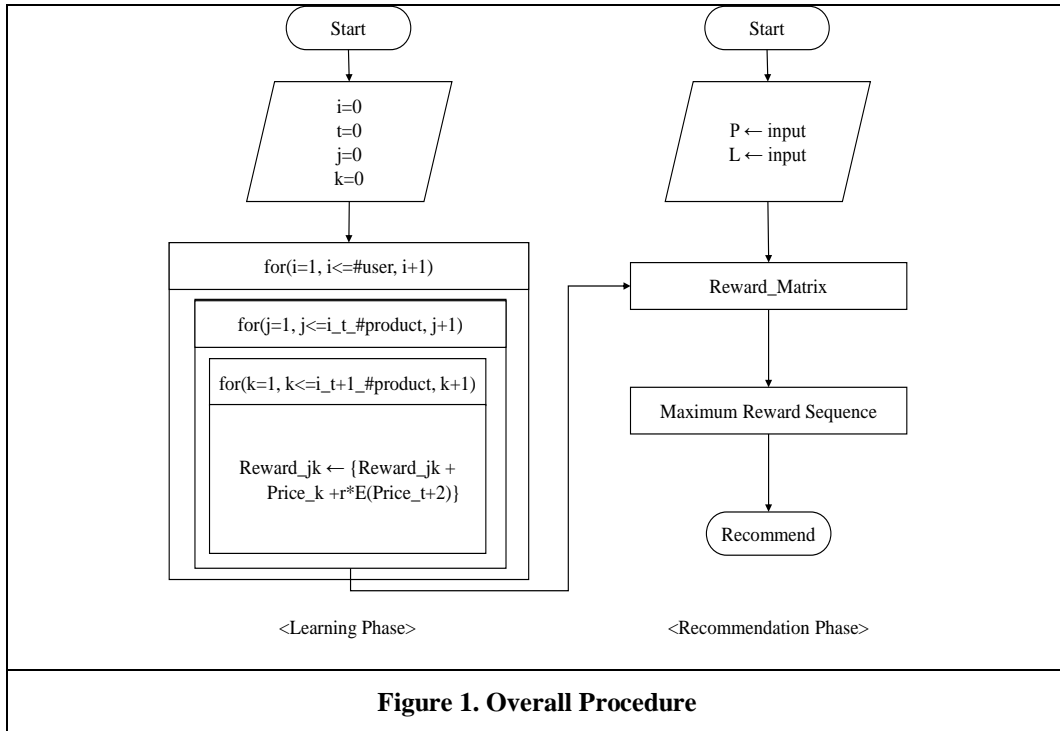 Start
i=0
t=0
j=0
k=0
for(i=1, i<=#user, i+1)
for(j=1, j<=i_t_#product, j+1)
for(k=1, k<=i_t+1_#product, k+1)
Reward_jk ← {Reward_jk +
Price_k +r*E(Price_t+2)}
<Learning Phase>
Start
P ← input
L ← input
Reward_Matrix
Maximum Reward Sequence
Recommend
<Recommendation Phase>
Figure 1. Overall Procedure